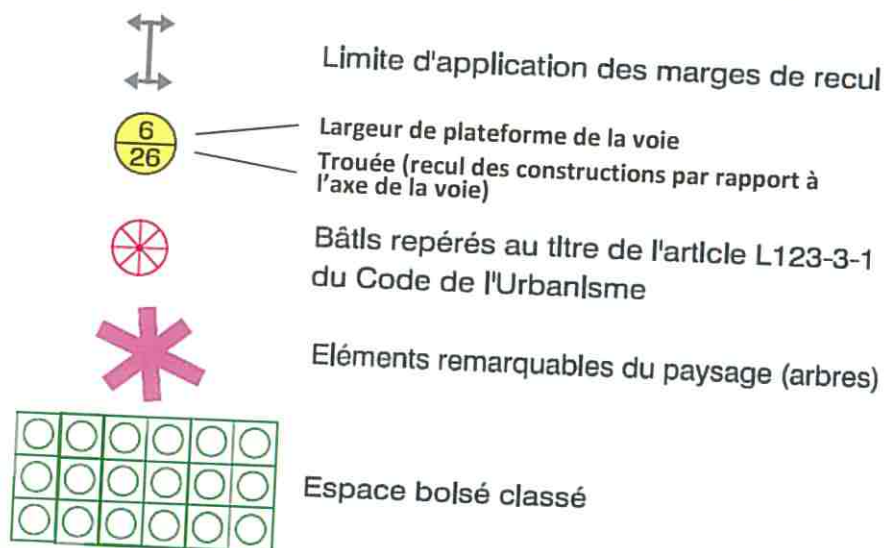 Limite d'application des marges de recul
6
26
Largeur de plateforme de la voie
Trouée (recul des constructions par rapport à
l'axe de la voie)
Bâtis repérés au titre de l'article L123-3-1
du Code de l'Urbanisme
Eléments remarquables du paysage (arbres)
Espace boisé classé